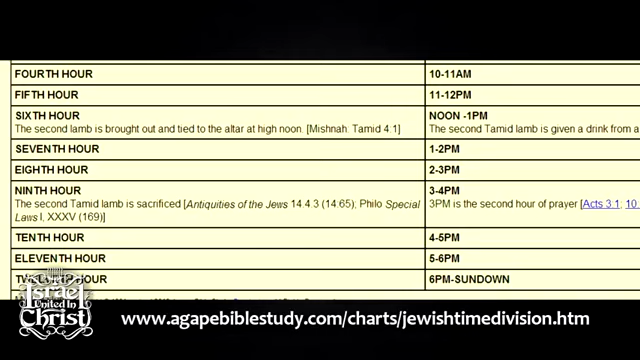 FOURTH HOUR 10-11AM
FIFTH HOUR 11-12PM
SIXTH HOUR NOON -1PM
The second lamb is brought out and tied to the altar at high noon. [Mishnah: Tamid 4.1] The second Tamid lamb is given a drink from a
SEVENTH HOUR 1-2PM
EIGHTH HOUR 2-3PM
NINTH HOUR 3-4PM
The second Tamid lamb is sacrificed [Antiquities of the Jews 14.4.3 (14:65); Philo Special 3PM is the second hour of prayer [Acts 3:1; 10:
Laws I, XXXV (169)]
TENTH HOUR 4-5PM
ELEVENTH HOUR 5-6PM
TWELFTH HOUR 6PM-SUNDOWN
Israel
United In
Christ
www.agapebiblestudy.com/charts/jewishtimedivision.htm